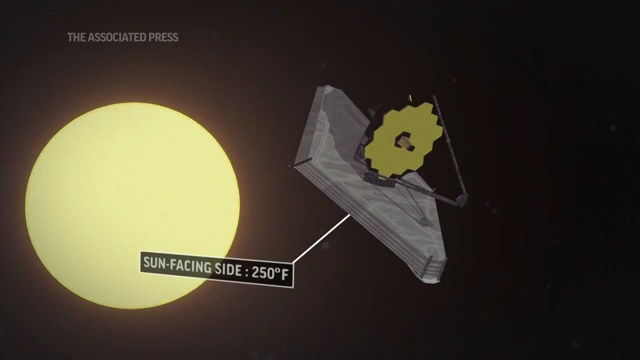 THE ASSOCIATED PRESS
SUN-FACING SIDE : 250°F